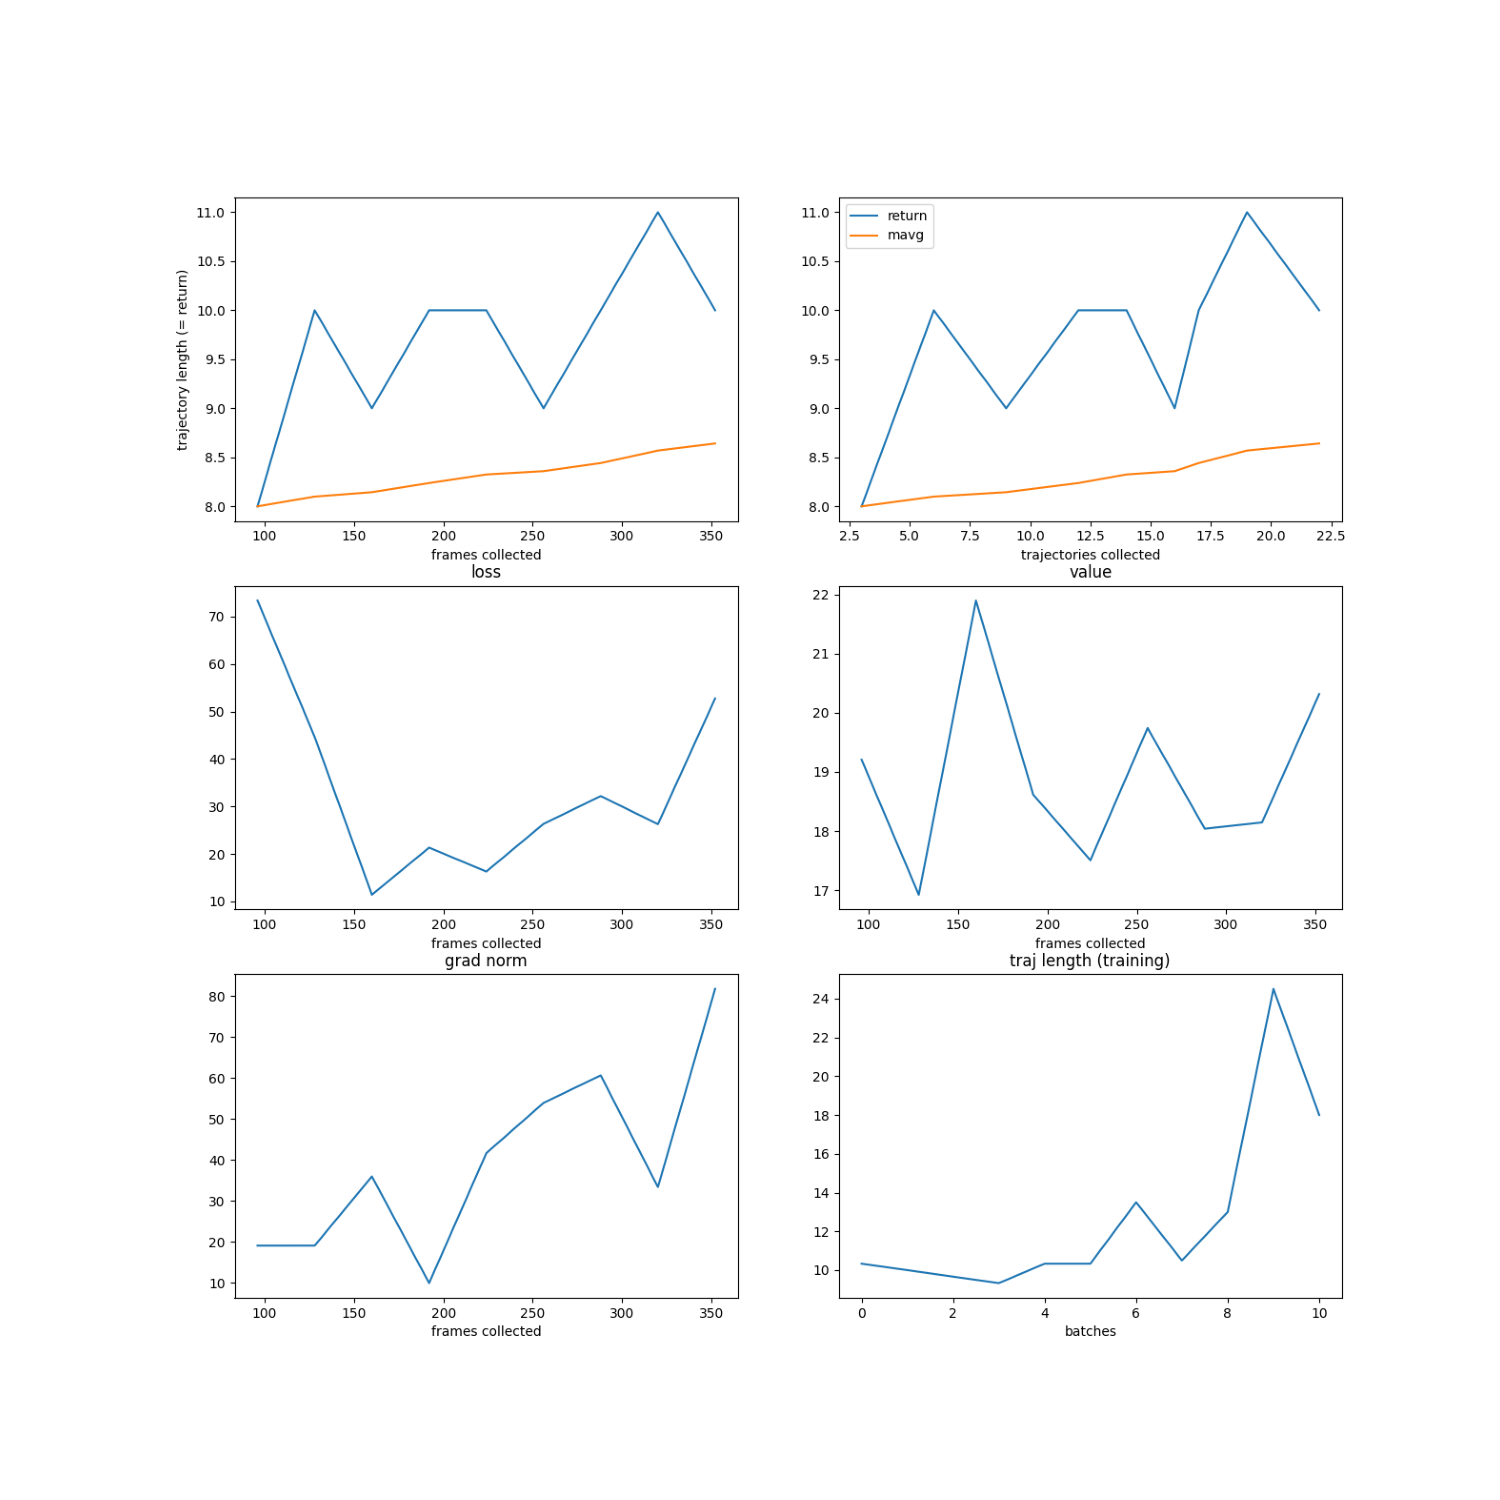 trajectory length (= return)
11.0
10.5
10.0
9.5
9.0
8.5
8.0
100 150 200 250 300 350
frames collected
return
mavg
11.0
10.5
10.0
9.5
9.0
8.5
8.0
2.5 5.0 7.5 10.0 12.5 15.0 17.5 20.0 22.5
trajectories collected
loss
70
60
50
40
30
20
10
100 150 200 250 300 350
frames collected
value
22
21
20
19
18
17
100 150 200 250 300 350
frames collected
grad norm
80
70
60
50
40
30
20
10
100 150 200 250 300 350
frames collected
traj length (training)
24
22
20
18
16
14
12
10
0 2 4 6 8 10
batches